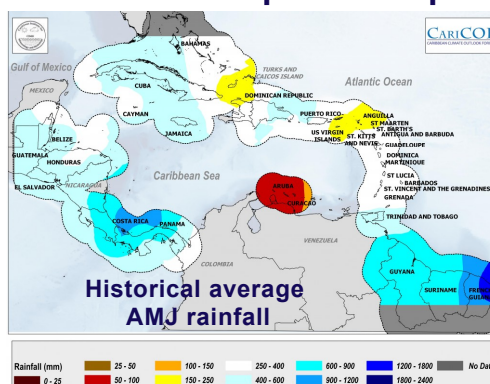 CARICOF
CARIBBEAN CLIMATE OUTLOOK FORUM
BAHAMAS
Gulf of Mexico
TURKS AND
CAICOS ISLAND
Atlantic Ocean
MEXICO
CUBA
DOMINICAN REPUBLIC
CAYMAN
PUERTO RICO
ANGUILLA
ST MAARTEN
ST. BARTH'S
JAMAICA
US VIRGIN
ISLANDS
ST. KITTS
AND NEVIS
ANTIGUA AND BARBUDA
BELIZE
GUADELOUPE
GUATEMALA
HONDURAS
DOMINICA
MARTINIQUE
Caribbean Sea
ST LUCIA
BARBADOS
EL SALVADOR
NICARAGUA
ARUBA
ST. VINCENT AND THE GRENADINES
GRENADA
CURACAO
COSTA RICA
PANAMA
TRINIDAD AND TOBAGO
VENEZUELA
COLOMBIA
GUYANA
SURINAME
Historical average
AMJ rainfall
Rainfall (mm)
25 - 50
100 - 150
250 - 400
600 - 900
1200 - 1800
No Dat
0 - 25
50 - 100
150 - 250
400 - 600
900 - 1200
1800 - 2400